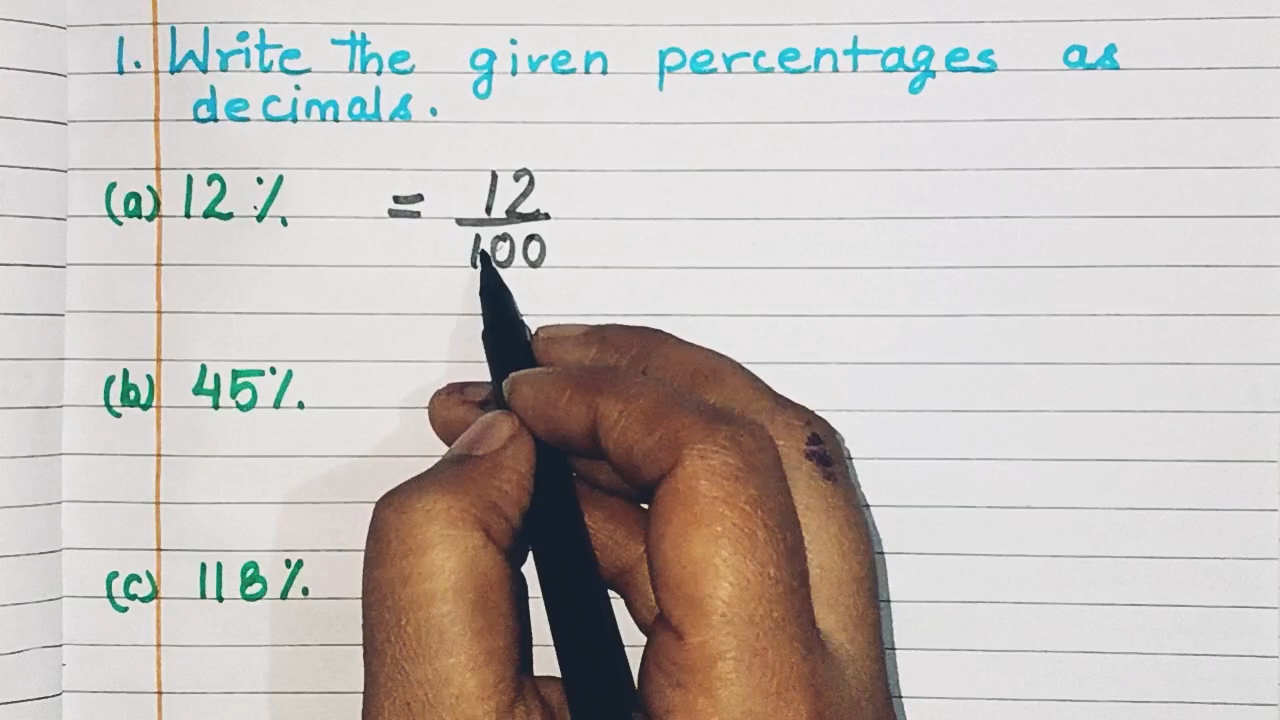 1. Write the given percentages as
decimals.
(a) 12% = 12/100
(b) 45%.
(c) 118%.